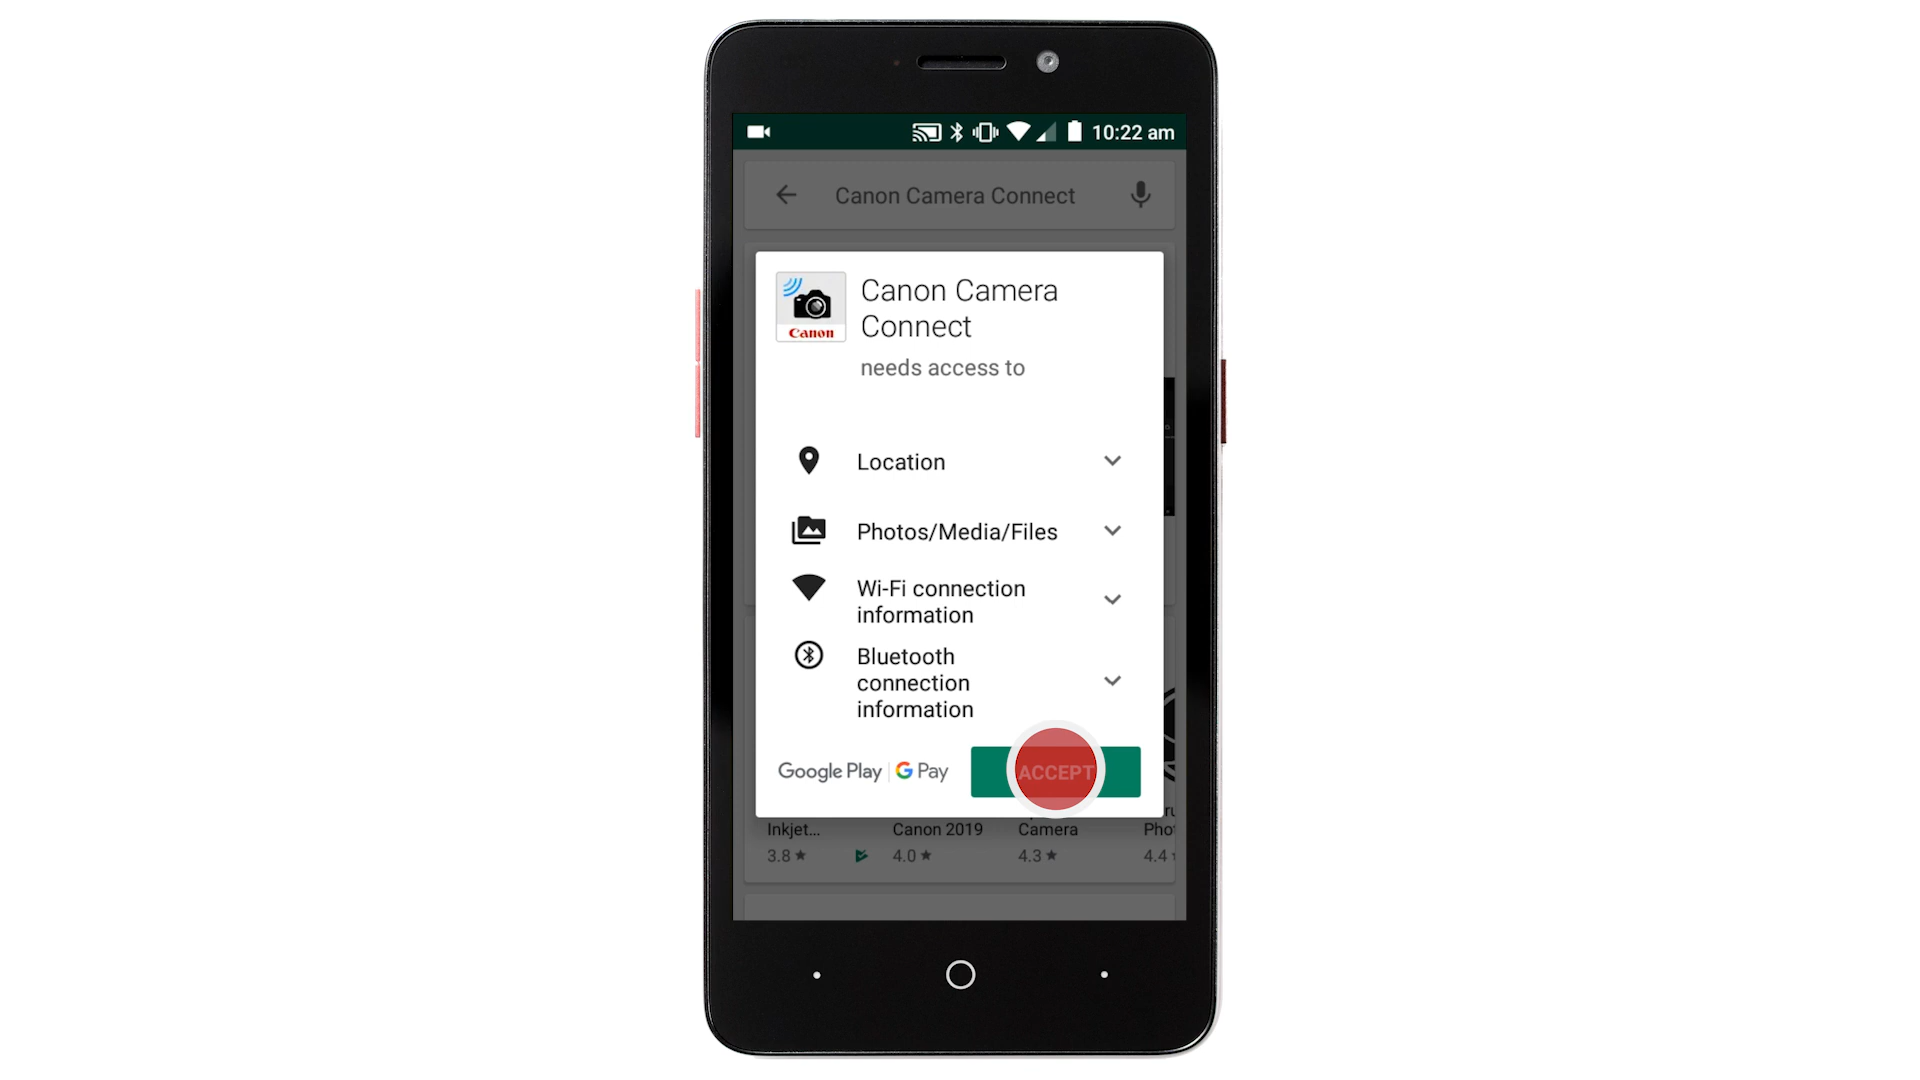 10:22 am
Canon Camera Connect
Canon
Canon Camera
Connect
needs access to
Location
Photos/Media/Files
Wi-Fi connection
information
Bluetooth
connection
information
Google Play | G Pay
ACCEPT
Inkjet...
Canon 2019
Camera
3.8★
4.0★
4.3★
4.4